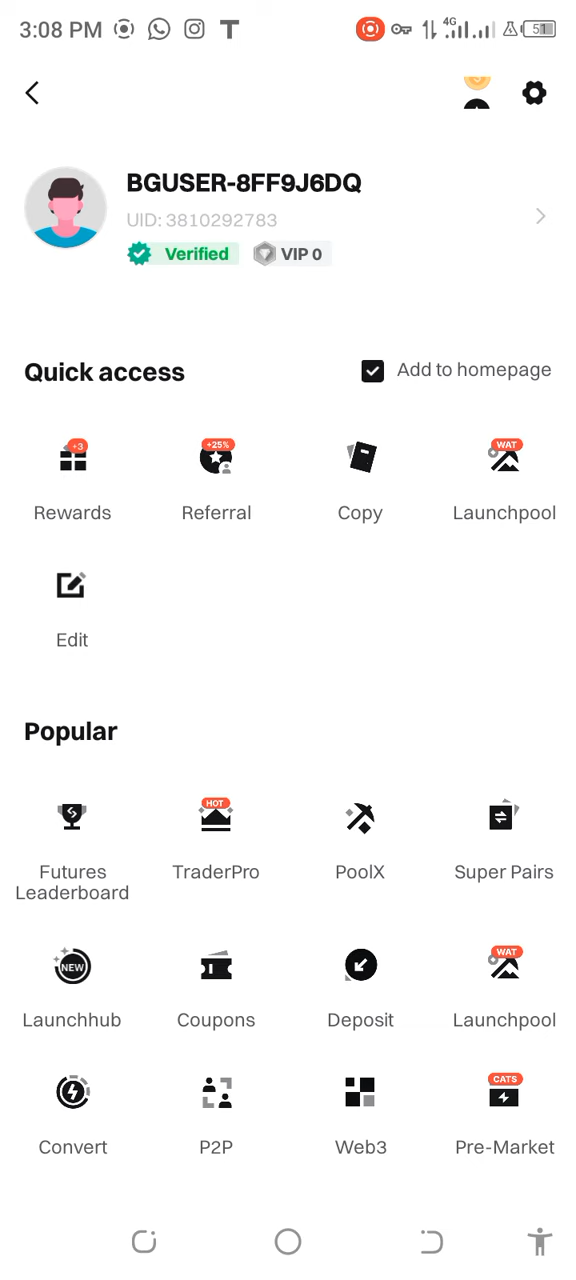 3:08 PM
4G
51
BGUSER-8FF9J6DQ
UID: 3810292783
Verified
VIP 0
Quick access
Add to homepage
+3
+25%
WAT
Rewards
Referral
Copy
Launchpool
Edit
Popular
HOT
Futures Leaderboard
TraderPro
PoolX
Super Pairs
NEW
WAT
Launchhub
Coupons
Deposit
Launchpool
CATS
Convert
P2P
Web3
Pre-Market